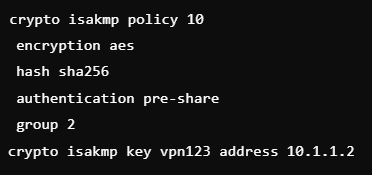 crypto isakmp policy 10
 encryption aes
 hash sha256
 authentication pre-share
 group 2
crypto isakmp key vpn123 address 10.1.1.2